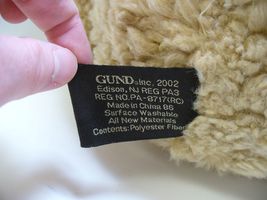 GUND, Inc. 2002
Edison, NJ REG PA3
REG NO.PA-8717(RC)
Made in China 86
Surface Washable
All New Materials
Contents: Polyester Fiber